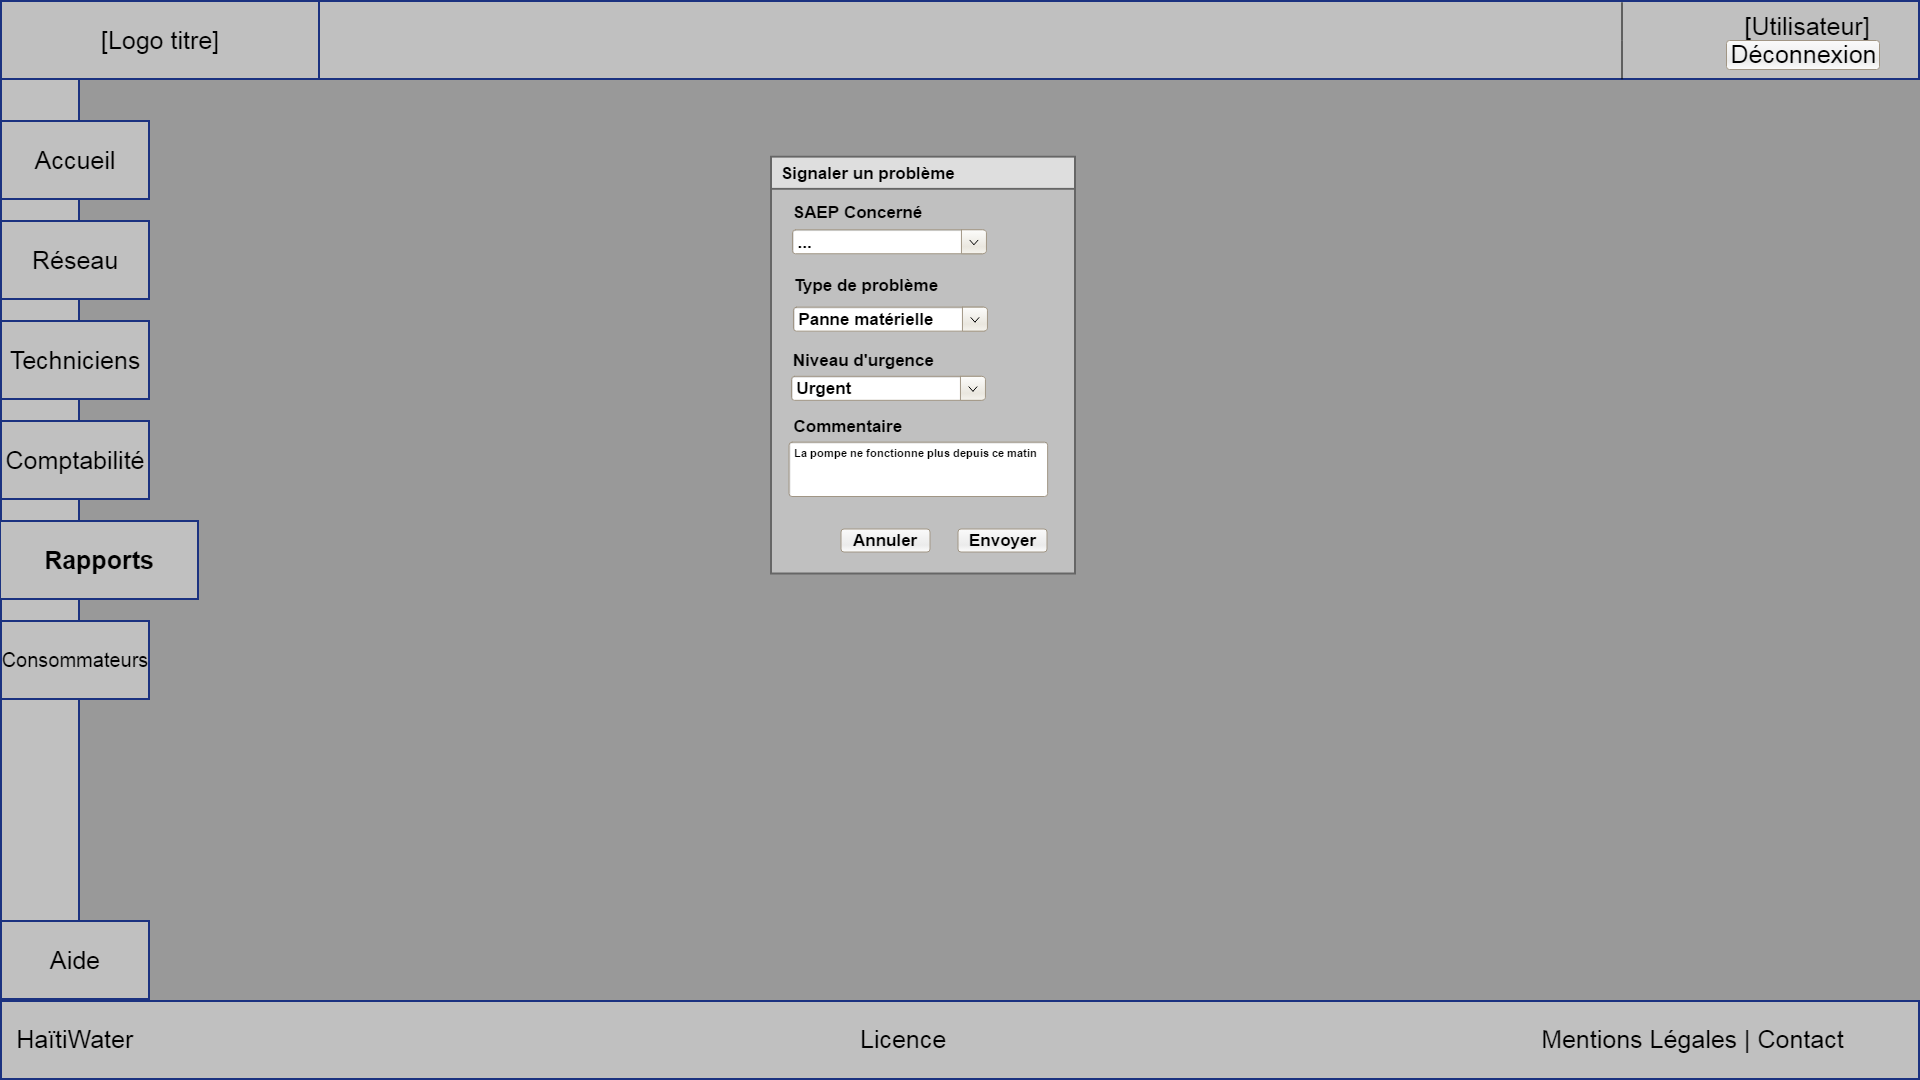 [Logo titre]
[Utilisateur]
Déconnexion
Accueil
Réseau
Techniciens
Comptabilité
Rapports
Consommateurs
Aide
Signaler un problème
SAEP Concerné
...
Type de problème
Panne matérielle
Niveau d'urgence
Urgent
Commentaire
La pompe ne fonctionne plus depuis ce matin
Annuler Envoyer
HaïtiWater
Licence
Mentions Légales | Contact